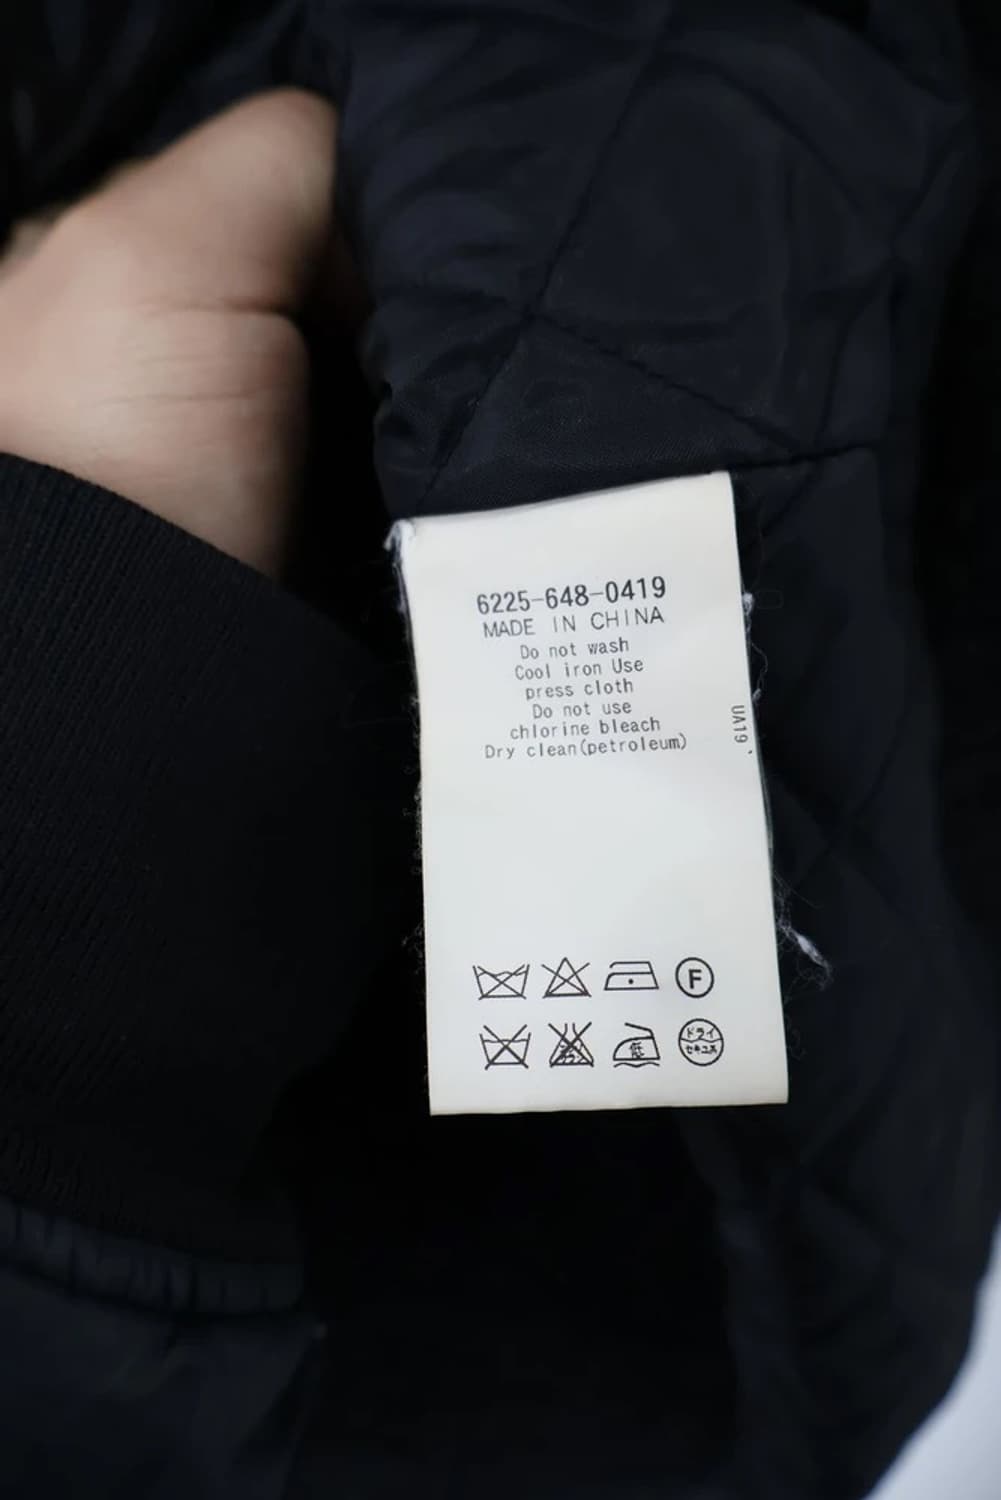 6225-648-0419
MADE IN CHINA
Do not wash
Cool iron Use
press cloth
Do not use
chlorine bleach
Dry clean(petroleum)
UA19
F
低
ドライ
セキユ系